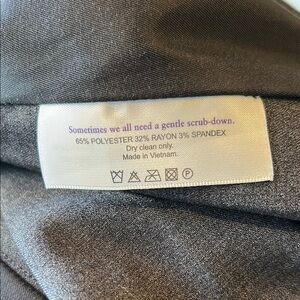 Sometimes we all need a gentle scrub-down.
65% POLYESTER 32% RAYON 3% SPANDEX
Dry clean only.
Made in Vietnam.
P